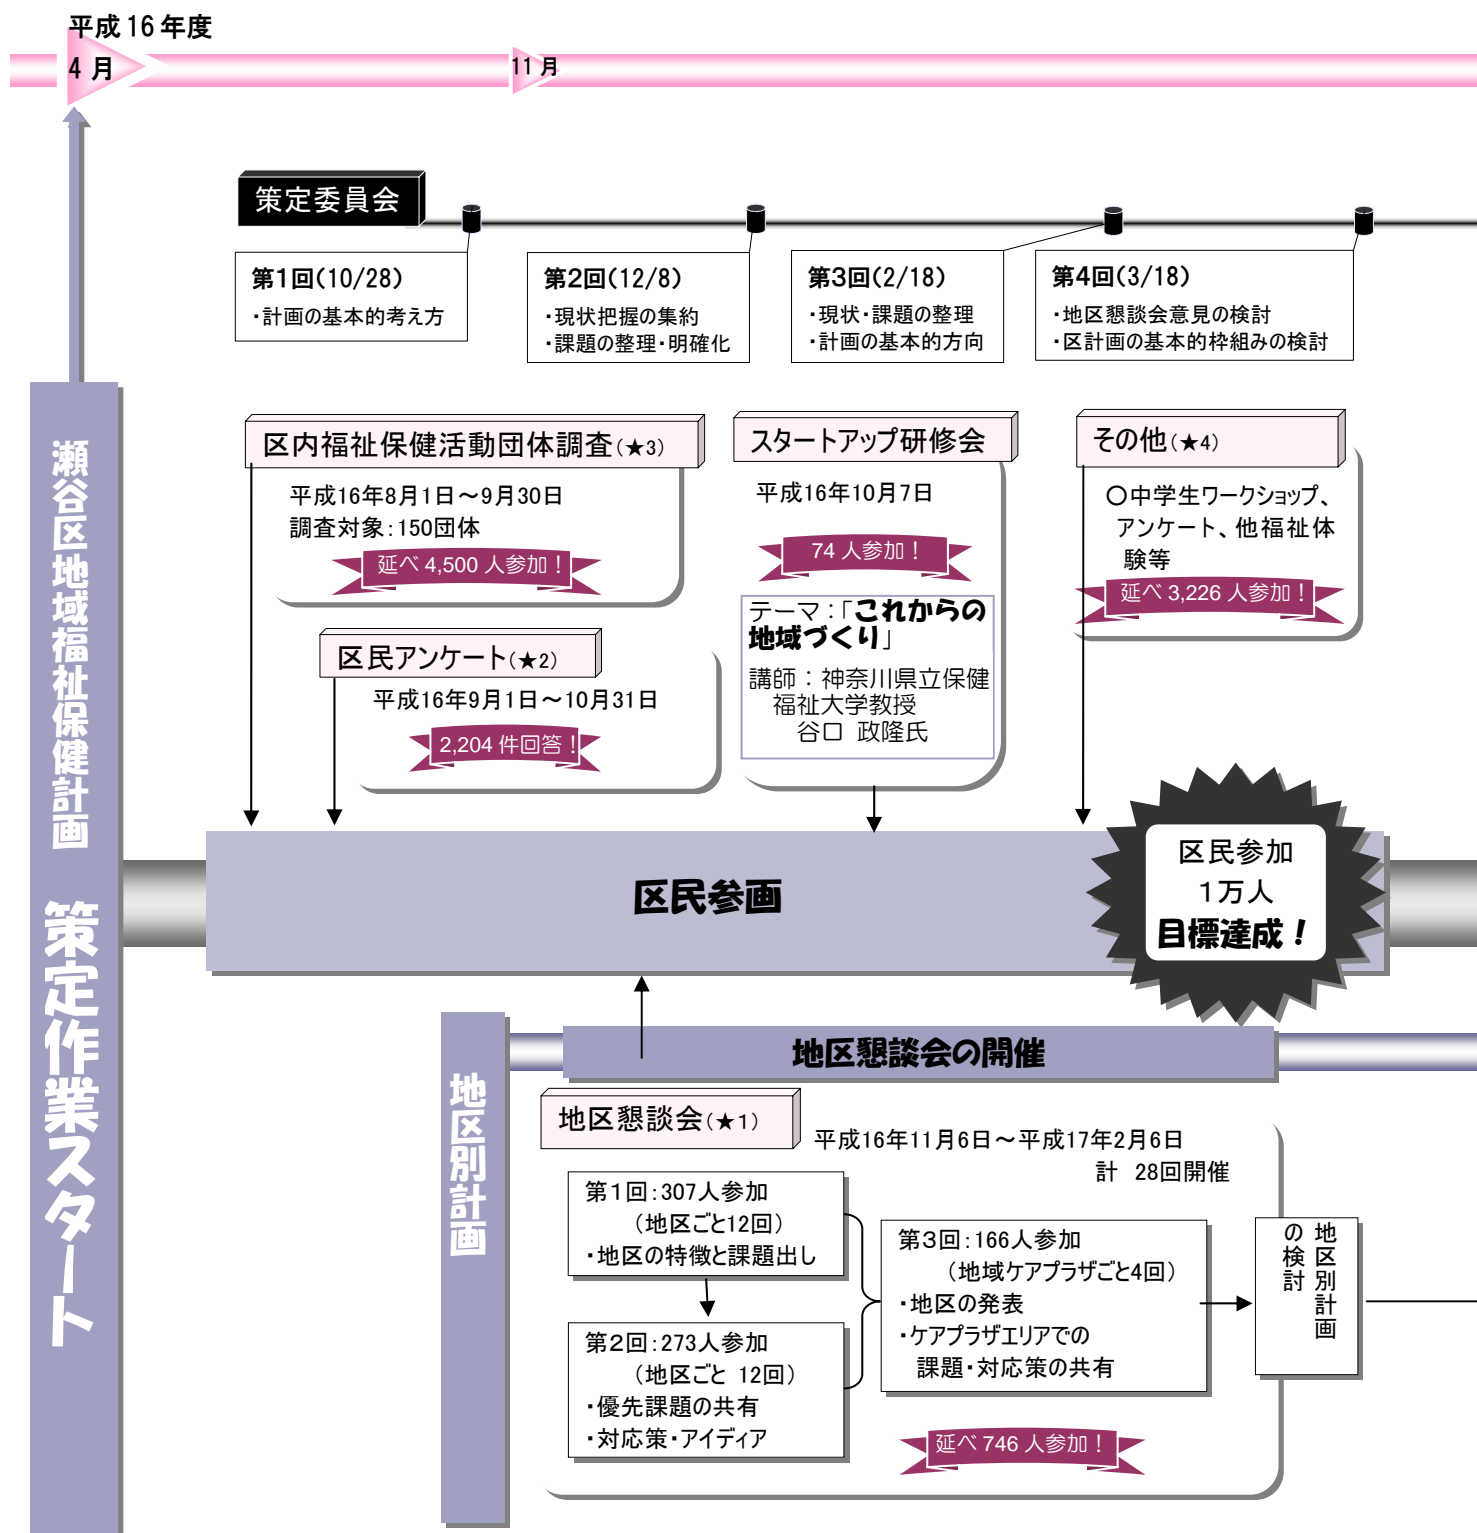 平成16年度
4月
11月
策定委員会
第1回(10/28)
・計画の基本的考え方
第2回(12/8)
・現状把握の集約
・課題の整理・明確化
第3回(2/18)
・現状・課題の整理
・計画の基本的方向
第4回(3/18)
・地区懇談会意見の検討
・区計画の基本的枠組みの検討
瀬谷区地域福祉保健計画 策定作業スタート
区内福祉保健活動団体調査(★3)
平成16年8月1日～9月30日
調査対象:150団体
延べ 4,500 人参加！
区民アンケート(★2)
平成16年9月1日～10月31日
2,204 件回答！
スタートアップ研修会
平成16年10月7日
74 人参加！
テーマ：「これからの
地域づくり」
講師：神奈川県立保健
福祉大学教授
谷口 政隆氏
その他(★4)
○中学生ワークショップ、
アンケート、他福祉体
験等
延べ 3,226 人参加！
区民参画
区民参加
1万人
目標達成！
地区別計画
地区懇談会の開催
地区懇談会(★1)
平成16年11月6日～平成17年2月6日
計 28回開催
第1回:307人参加
(地区ごと12回)
・地区の特徴と課題出し
第2回:273人参加
(地区ごと 12回)
・優先課題の共有
・対応策・アイディア
第3回:166人参加
(地域ケアプラザごと4回)
・地区の発表
・ケアプラザエリアでの
課題・対応策の共有
延べ 746 人参加！
地区別計画
の検討